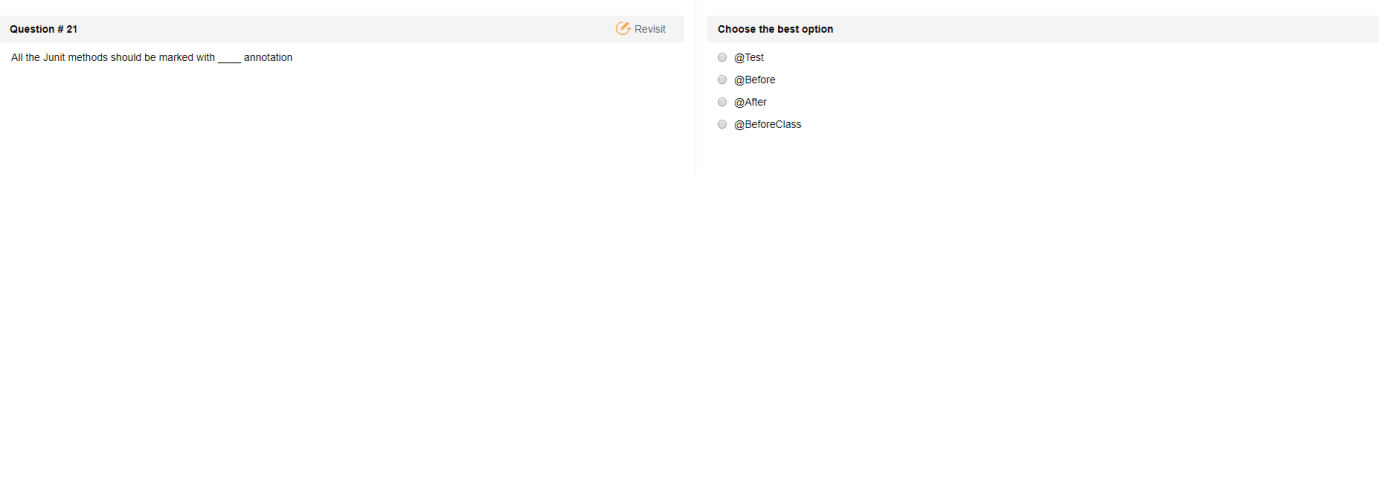 Question # 21
Revisit
All the Junit methods should be marked with ____ annotation
Choose the best option
@Test
@Before
@After
@BeforeClass